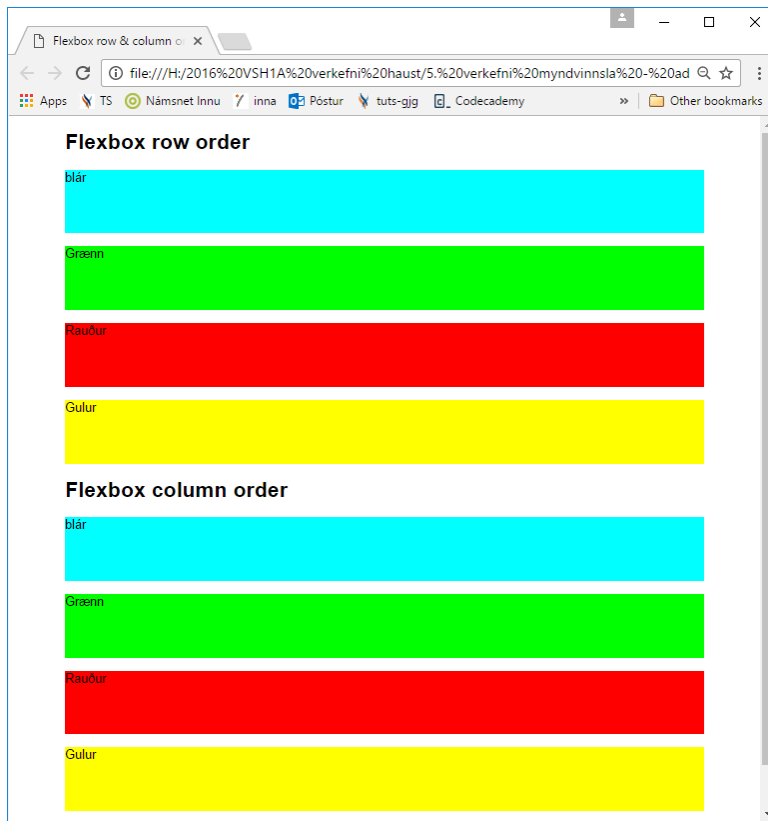 Flexbox row & column o
file:///H:/2016%20VSH1A%20verkefni%20haust/5.%20verkefni%20myndvinnsla%20-%20ad
Apps TS Námsnet Innu inna Póstur tuts-gjg Codecademy » Other bookmarks
Flexbox row order
blár
Grænn
Rauður
Gulur
Flexbox column order
blár
Grænn
Rauður
Gulur